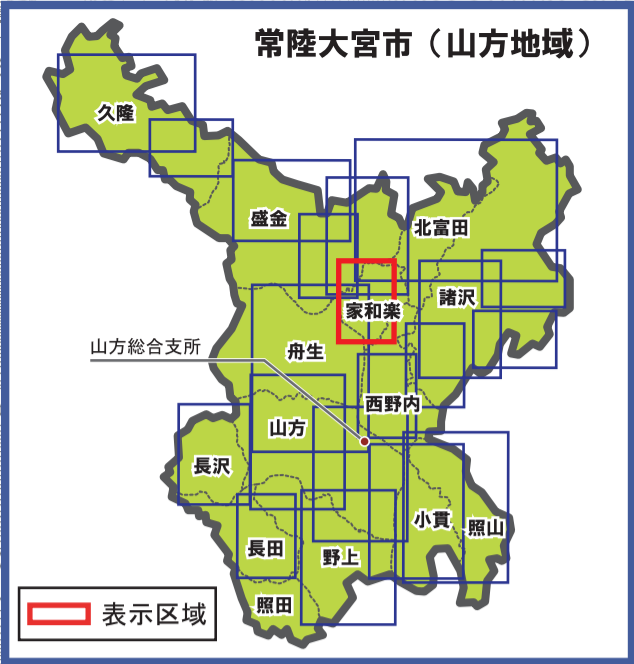 常陸大宮市（山方地域）
久隆
盛金
北富田
諸沢
家和楽
山方総合支所
舟生
西野内
山方
長沢
小貫
照山
長田
野上
照田
表示区域